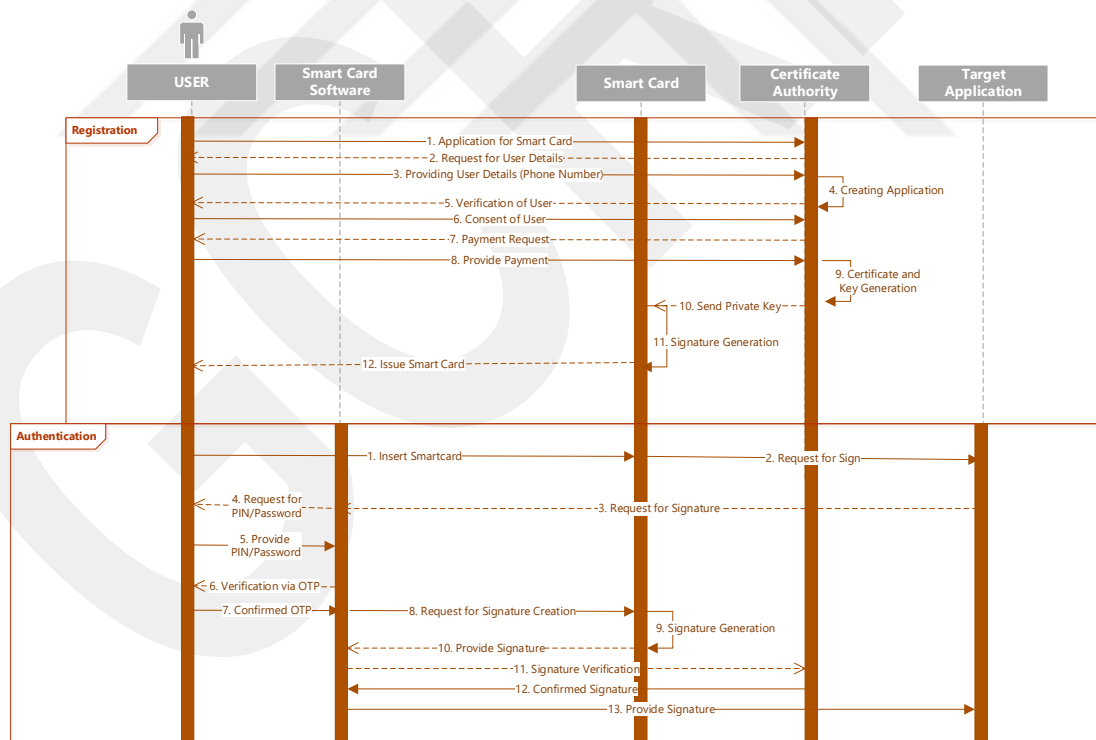 USER
Smart Card
Software
Smart Card
Certificate
Authority
Target
Application
Registration
1. Application for Smart Card
2. Request for User Details
3. Providing User Details (Phone Number)
4. Creating Application
5. Verification of User
6. Consent of User
7. Payment Request
8. Provide Payment
9. Certificate and
Key Generation
10. Send Private Key
11. Signature Generation
12. Issue Smart Card
Authentication
1. Insert Smartcard
2. Request for Sign
3. Request for Signature
4. Request for
PIN/Password
5. Provide
PIN/Password
6. Verification via OTP
7. Confirmed OTP
8. Request for Signature Creation
9. Signature Generation
10. Provide Signature
11. Signature Verification
12. Confirmed Signature
13. Provide Signature